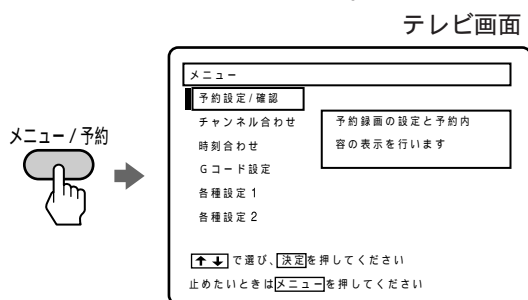 テレビ画面
メニュー / 予約
メニュー
予約設定/確認
チャンネル合わせ
時刻合わせ
Gコード設定
各種設定1
各種設定2
予約録画の設定と予約内
容の表示を行います
↑↓で選び、決定を押してください
止めたいときはメニューを押してください